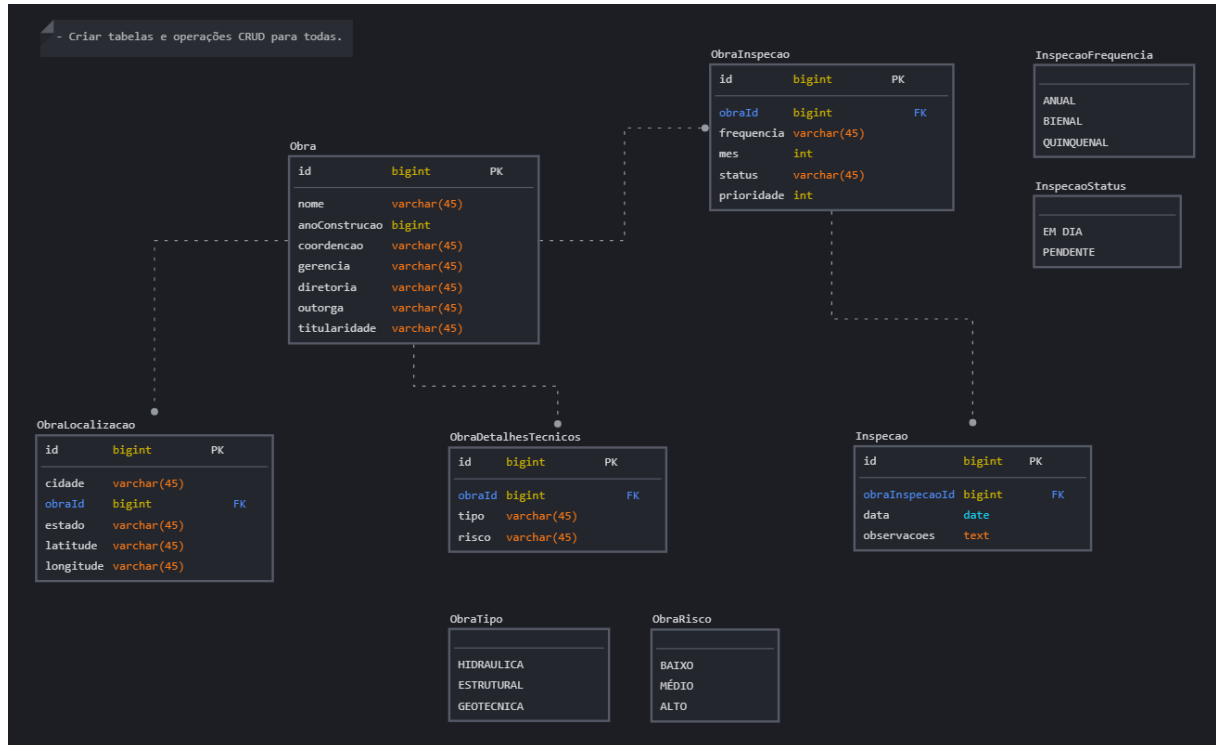 - Criar tabelas e operações CRUD para todas.
ObraInspecao
id bigint PK
obraId bigint FK
frequencia varchar(45)
mes int
status varchar(45)
prioridade int
InspecaoFrequencia
ANUAL
BIENAL
QUINQUENAL
InspecaoStatus
EM DIA
PENDENTE
Obra
id bigint PK
nome varchar(45)
anoConstrucao bigint
coordencao varchar(45)
gerencia varchar(45)
diretoria varchar(45)
outorga varchar(45)
titularidade varchar(45)
ObraLocalizacao
id bigint PK
cidade varchar(45)
obraId bigint FK
estado varchar(45)
latitude varchar(45)
longitude varchar(45)
ObraDetalhesTecnicos
id bigint PK
obraId bigint FK
tipo varchar(45)
risco varchar(45)
Inspecao
id bigint PK
obraInspecaoId bigint FK
data date
observacoes text
ObraTipo
HIDRAULICA
ESTRUTURAL
GEOTECNICA
ObraRisco
BAIXO
MÉDIO
ALTO